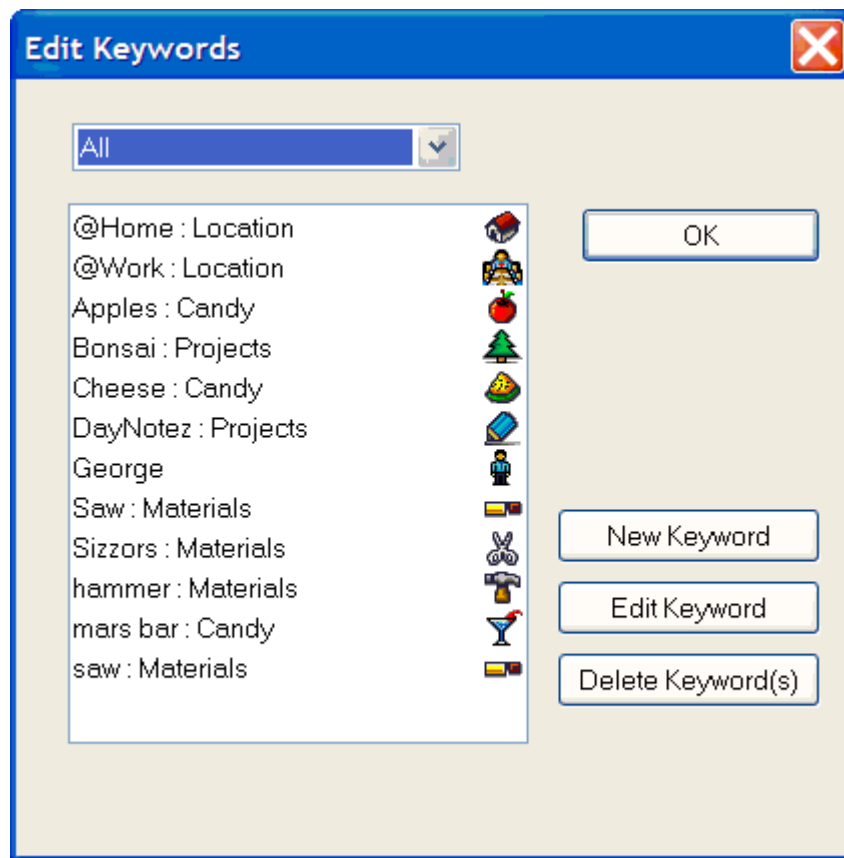 Edit Keywords
All
@Home : Location
OK
@Work : Location
Apples : Candy
Bonsai : Projects
Cheese : Candy
DayNotez : Projects
George
Saw : Materials
New Keyword
Sizzors : Materials
hammer : Materials
Edit Keyword
mars bar : Candy
saw : Materials
Delete Keyword(s)